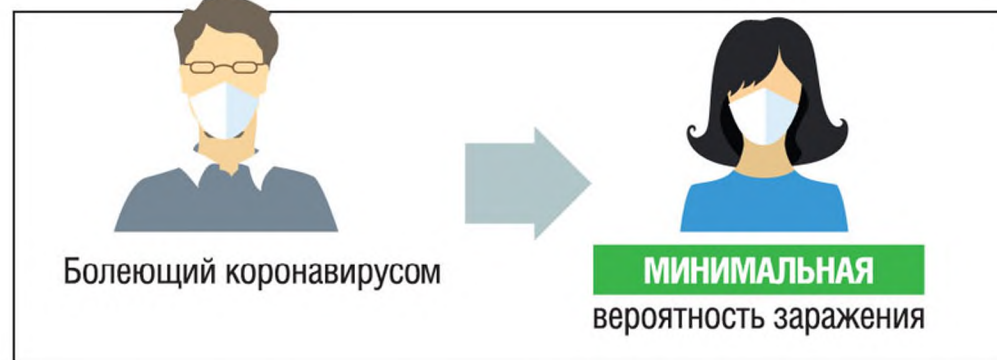 Болеющий коронавирусом
МИНИМАЛЬНАЯ
вероятность заражения